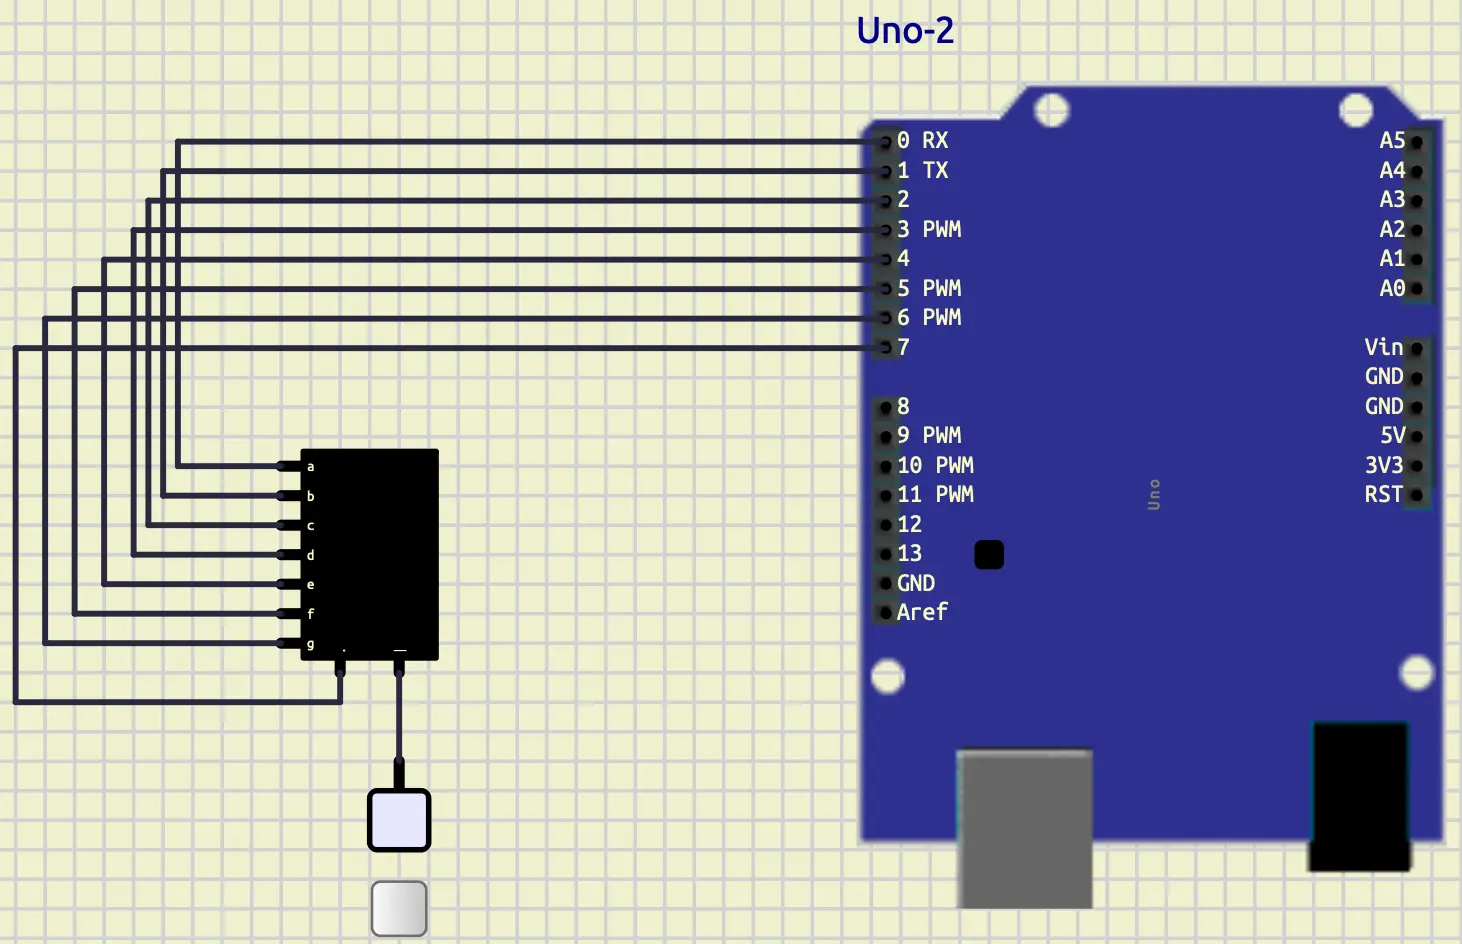 Uno-2
0 RX
1 TX
2
3 PWM
4
5 PWM
6 PWM
7
8
9 PWM
10 PWM
11 PWM
12
13
GND
Aref
A5
A4
A3
A2
A1
A0
Vin
GND
GND
5V
3V3
RST
Uno
a
b
c
d
e
f
g
. _